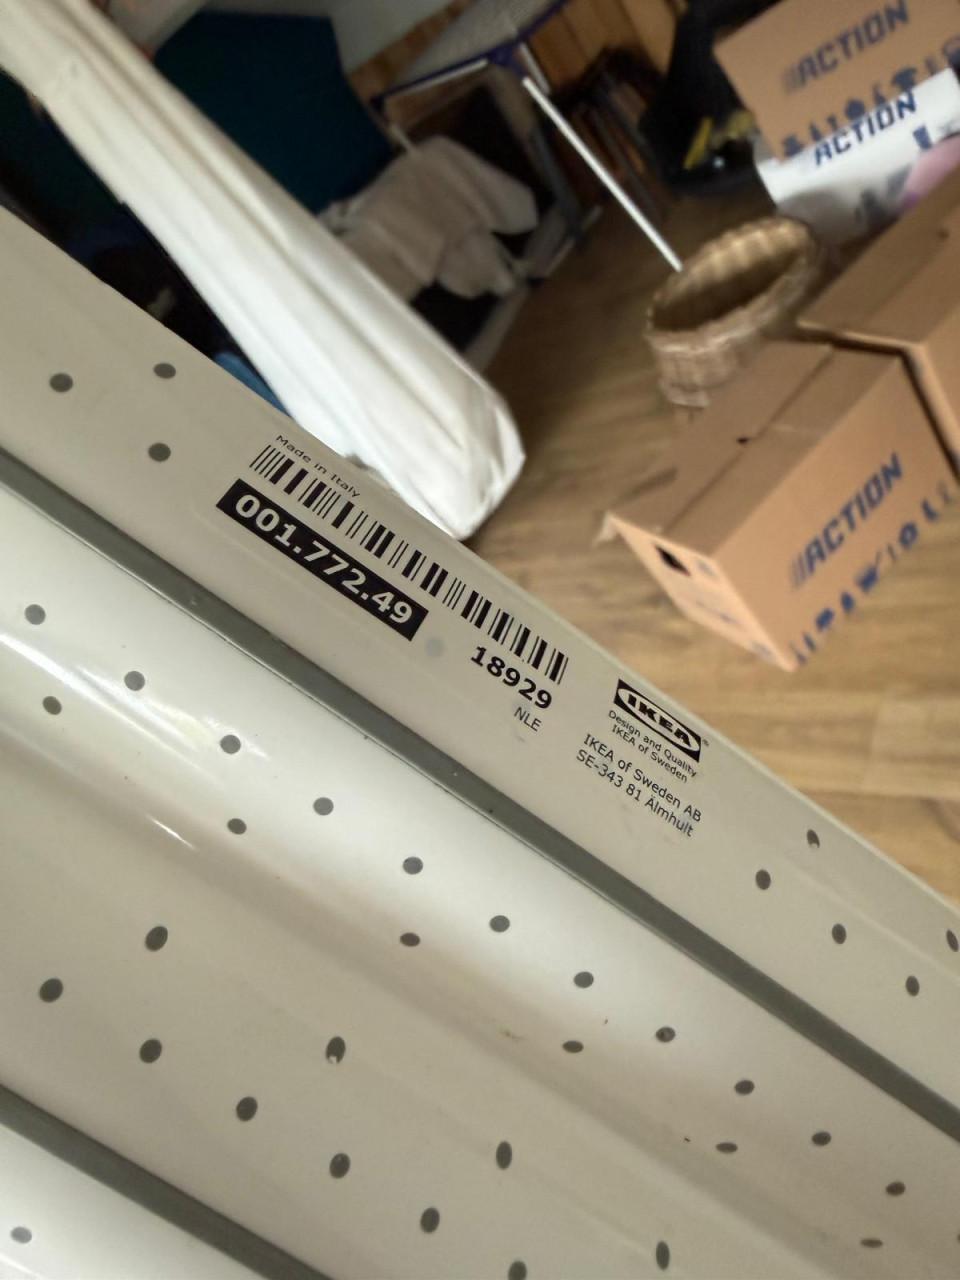 ACTION
ACTION
ACTION
Made in Italy
001.772.49
18929
NLE
IKEA®
Design and Quality
IKEA of Sweden
IKEA of Sweden AB
SE-343 81 Älmhult